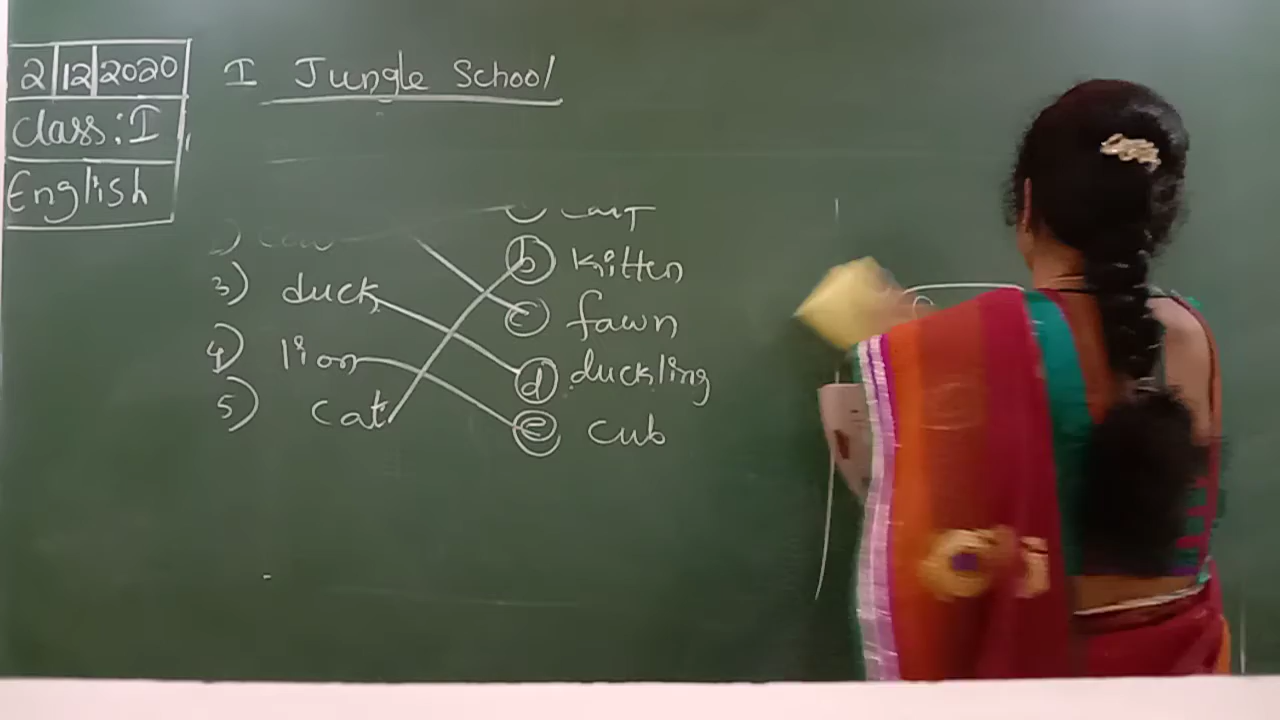 2 12 2020
I Jungle School
Class: I
English
b kitten
3) duck
c fawn
4) lion
d duckling
5) cat
e cub